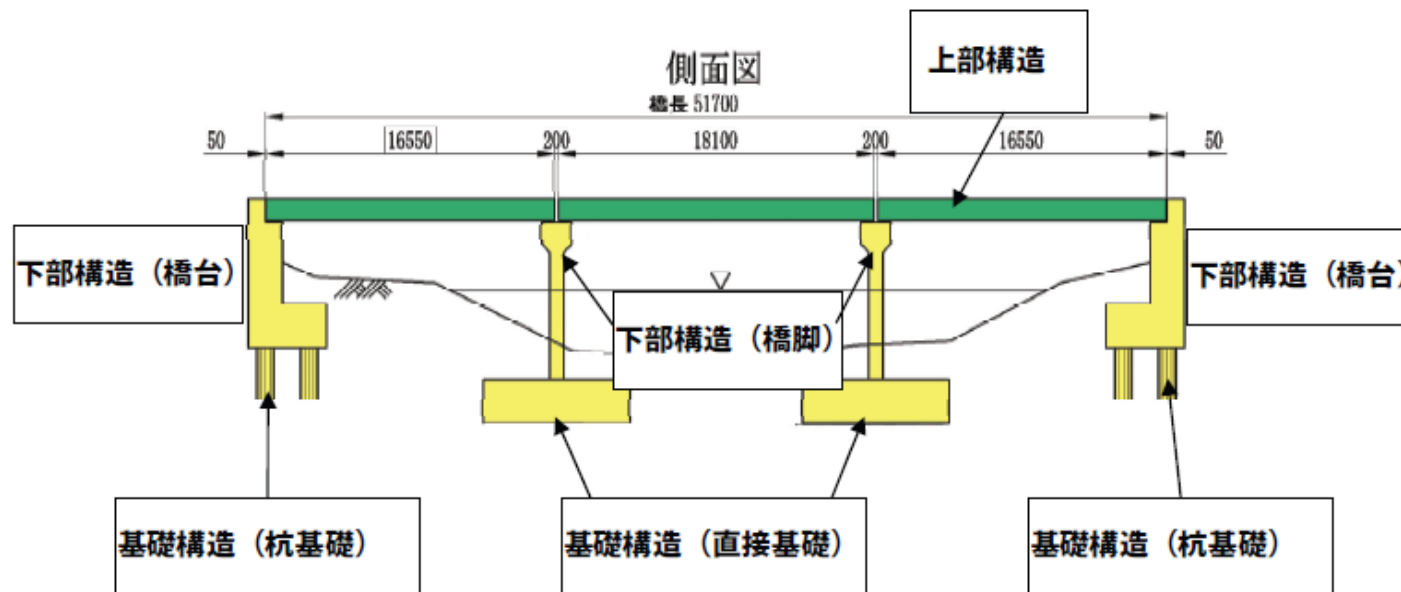 側面図
上部構造
橋長 51700
50
16550
200
18100
200
16550
50
下部構造（橋台）
下部構造（橋台）
下部構造（橋脚）
基礎構造（杭基礎）
基礎構造（直接基礎）
基礎構造（杭基礎）